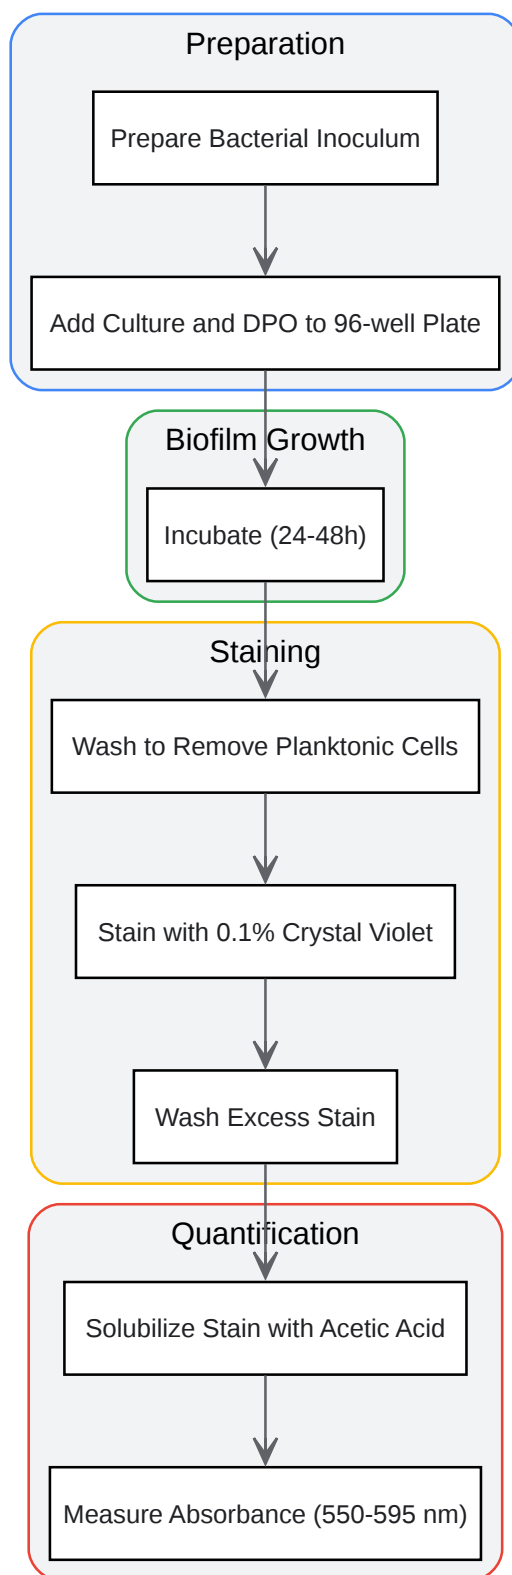 Preparation
Prepare Bacterial Inoculum
Add Culture and DPO to 96-well Plate
Biofilm Growth
Incubate (24-48h)
Staining
Wash to Remove Planktonic Cells
Stain with 0.1% Crystal Violet
Wash Excess Stain
Quantification
Solubilize Stain with Acetic Acid
Measure Absorbance (550-595 nm)